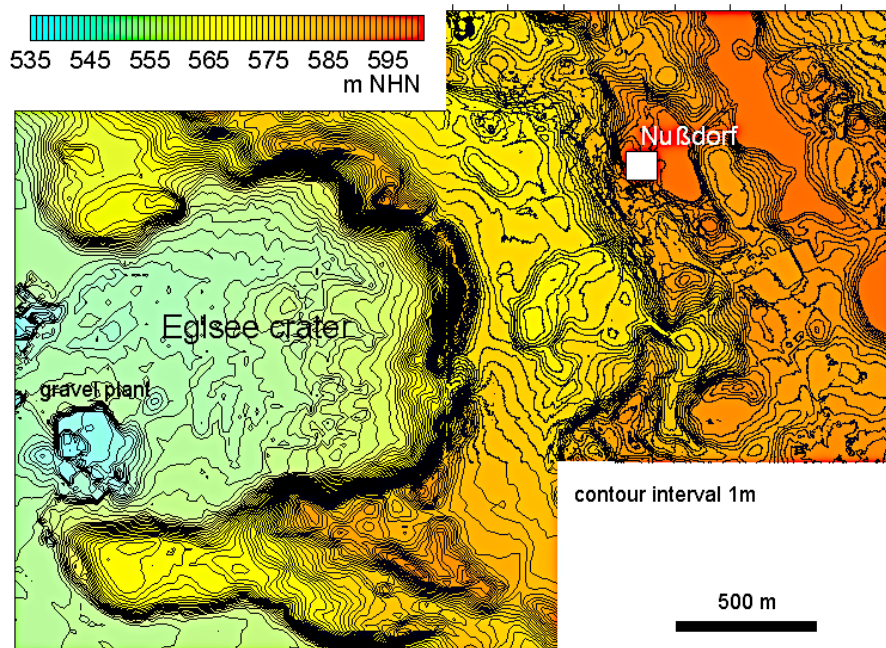 535 545 555 565 575 585 595
m NHN
Nußdorf
Eglsee crater
gravel plant
contour interval 1m
500 m